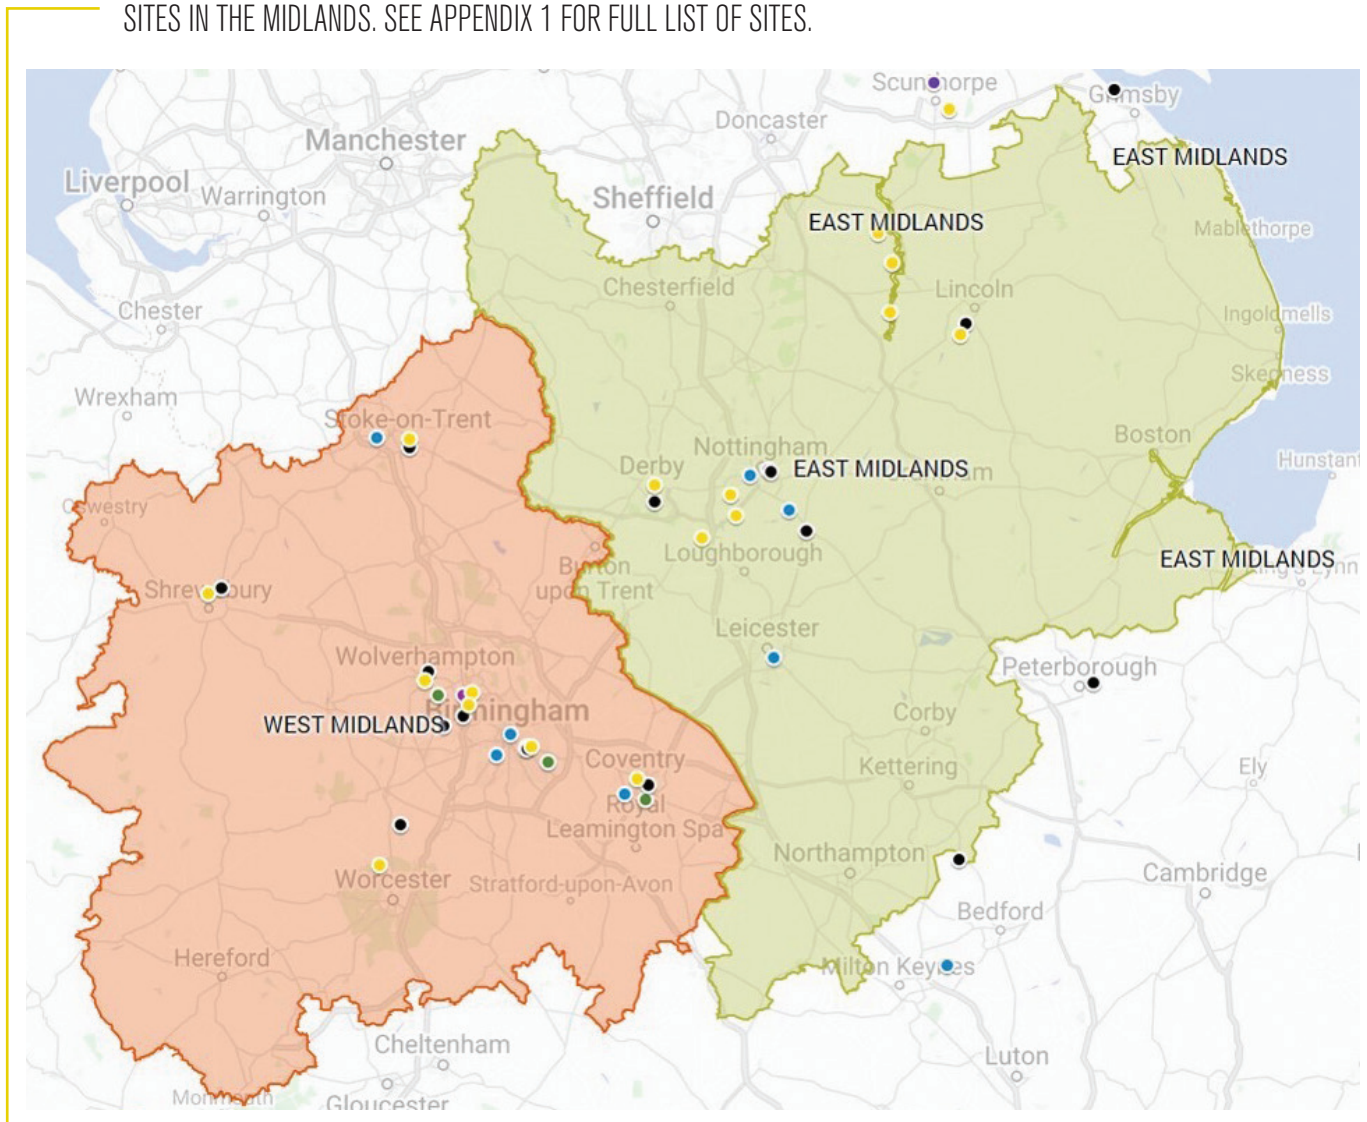 SITES IN THE MIDLANDS. SEE APPENDIX 1 FOR FULL LIST OF SITES.
Scunthorpe
Grimsby
Doncaster
Manchester
EAST MIDLANDS
Liverpool
Warrington
Sheffield
EAST MIDLANDS
Mablethorpe
Chesterfield
Lincoln
Chester
Ingoldmells
Skegness
Wrexham
Stoke-on-Trent
Boston
Nottingham
Derby
EAST MIDLANDS
Hunstant
Oswestry
Loughborough
EAST MIDLANDS
Burton
upon Trent
Shrewsbury
Leicester
Wolverhampton
Peterborough
Birmingham
WEST MIDLANDS
Corby
Coventry
Kettering
Ely
Royal
Leamington Spa
Northampton
Cambridge
Worcester
Stratford-upon-Avon
Bedford
Hereford
Milton Keynes
Cheltenham
Luton
Monmouth
Gloucester